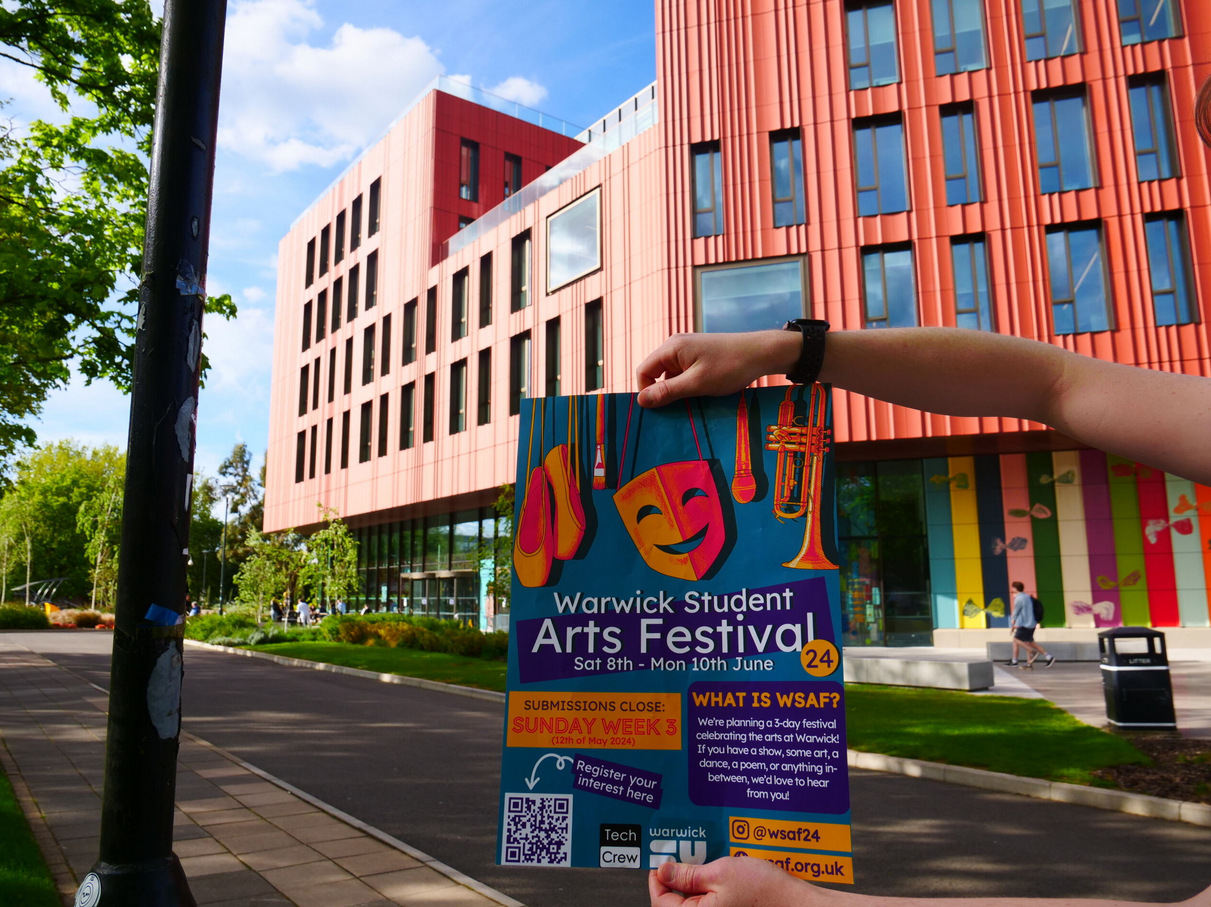 Warwick Student
Arts Festival
24
Sat 8th - Mon 10th June
SUBMISSIONS CLOSE:
SUNDAY WEEK 3
(12th of May 2024)
WHAT IS WSAF?
We're planning a 3-day festival
celebrating the arts at Warwick!
If you have a show, some art, a
dance, a poem, or anything in-
between, we'd love to hear
from you!
Register your
interest here
Tech
Crew
warwick
SU
@wsaf24
af.org.uk
LITTER